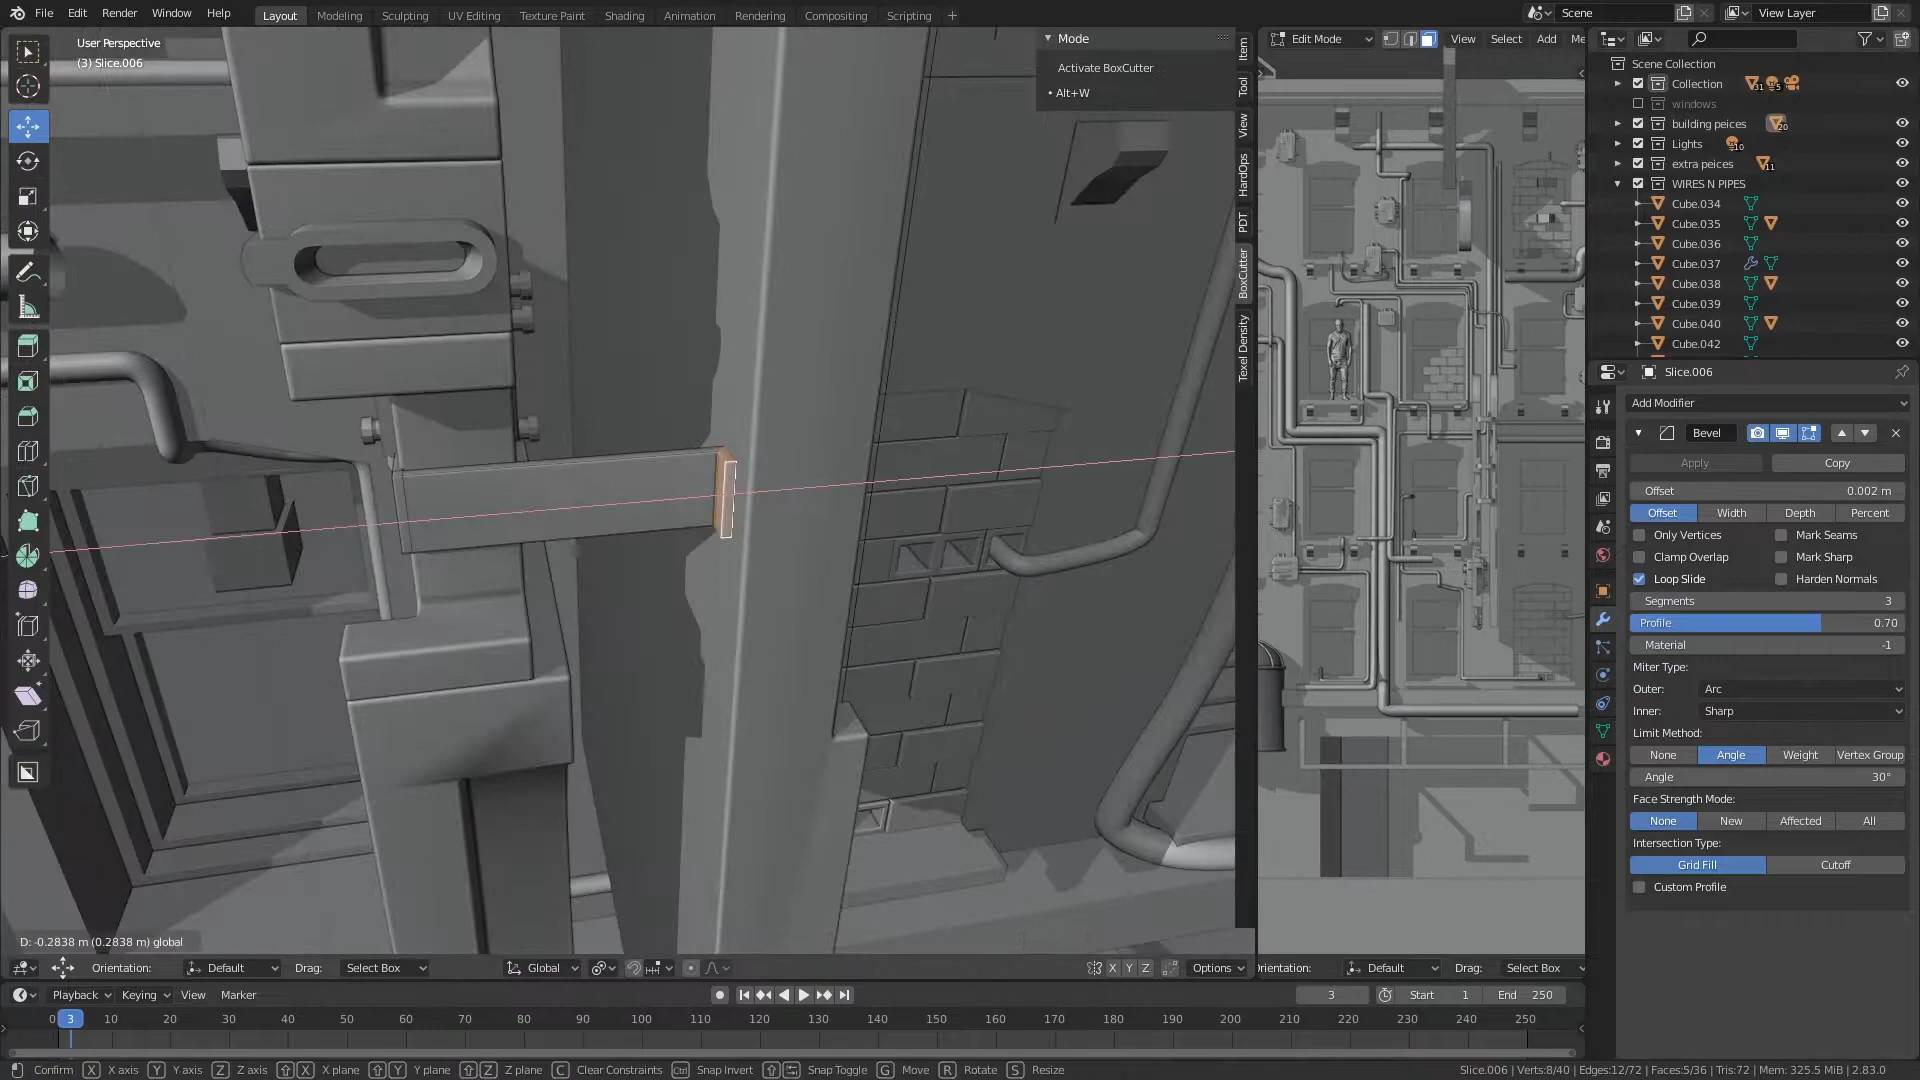 File Edit Render Window Help Layout Modeling Sculpting UV Editing Texture Paint Shading Animation Rendering Compositing Scripting + Scene View Layer
User Perspective
(3) Slice.006
Mode
Activate BoxCutter
• Alt+W
Item
Tool
View
HardOps
PDT
BoxCutter
Texel Density
Edit Mode View Select Add Me
Scene Collection
Collection 31 5
windows
building peices 20
Lights 10
extra peices 11
WIRES N PIPES
Cube.034
Cube.035
Cube.036
Cube.037
Cube.038
Cube.039
Cube.040
Cube.042
Slice.006
Add Modifier
Bevel
Apply Copy
Offset 0.002 m
Offset Width Depth Percent
Only Vertices Mark Seams
Clamp Overlap Mark Sharp
Loop Slide Harden Normals
Segments 3
Profile 0.70
Material -1
Miter Type:
Outer: Arc
Inner: Sharp
Limit Method:
None Angle Weight Vertex Group
Angle 30°
Face Strength Mode:
None New Affected All
Intersection Type:
Grid Fill Cutoff
Custom Profile
D: -0.2838 m (0.2838 m) global
Orientation: Default Drag: Select Box Global X Y Z Options
rientation: Default Drag: Select Box
Playback Keying View Marker 3 Start 1 End 250
0 3 10 20 30 40 50 60 70 80 90 100 110 120 130 140 150 160 170 180 190 200 210 220 230 240 250
Confirm X X axis Y Y axis Z Z axis X X plane Y Y plane Z Z plane C Clear Constraints Ctrl Snap Invert Snap Toggle G Move R Rotate S Resize
Slice.006 | Verts:8/40 | Edges:12/72 | Faces:5/36 | Tris:72 | Mem: 325.5 MiB | 2.83.0